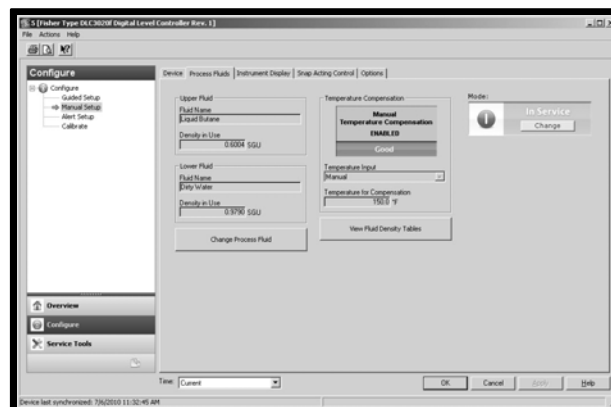 5 [Fisher Type DLC3020f Digital Level Controller Rev. 1]
File Actions Help
Configure
Configure
Guided Setup
Manual Setup
Alert Setup
Calibrate
Overview
Configure
Service Tools
Device Process Fluids Instrument Display Snap Acting Control Options
Upper Fluid
Fluid Name
Liquid Butane
Density in Use
0.6004 SGU
Lower Fluid
Fluid Name
Dirty Water
Density in Use
0.9790 SGU
Change Process Fluid
Temperature Compensation
Manual
Temperature Compensation
ENABLED
Good
Temperature Input
Manual
Temperature for Compensation
150.0 °F
View Fluid Density Tables
Mode:
In Service
Change
Time: Current
OK Cancel Apply Help
Device last synchronized: 7/6/2010 11:32:45 AM